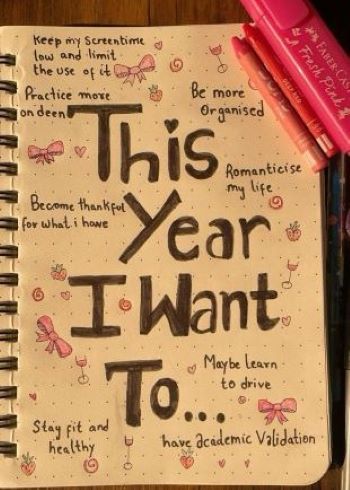 Keep my Screentime
low and limit
the use of it
Practice more
on deen
Be more
Organised
This
Romanticise
my life
Become thankful
for what i have
Year
I Want
To...
Maybe Learn
to drive
Stay fit and
healthy
have academic Validation
FABER-CAS
Fresh Pink